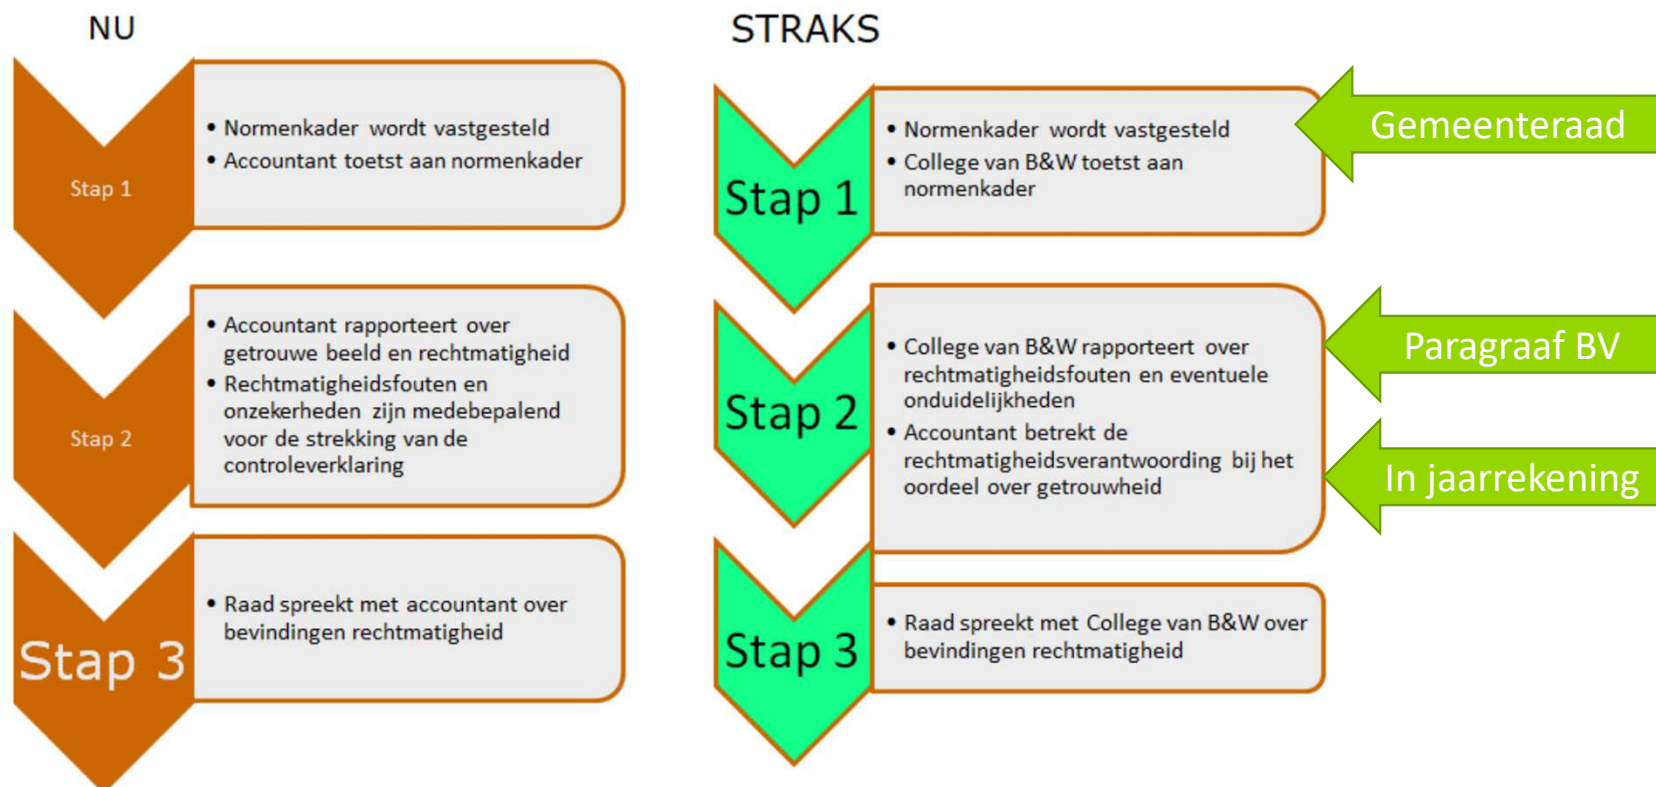 NU
Stap 1
• Normenkader wordt vastgesteld
• Accountant toetst aan normenkader
Stap 2
• Accountant rapporteert over
getrouwe beeld en rechtmatigheid
• Rechtmatigheidsfouten en
onzekerheden zijn medebepalend
voor de strekking van de
controleverklaring
Stap 3
• Raad spreekt met accountant over
bevindingen rechtmatigheid
STRAKS
Stap 1
• Normenkader wordt vastgesteld
• College van B&W toetst aan
normenkader
Gemeenteraad
Stap 2
• College van B&W rapporteert over
rechtmatigheidsfouten en eventuele
onduidelijkheden
• Accountant betrekt de
rechtmatigheidsverantwoording bij het
oordeel over getrouwheid
Paragraaf BV
In jaarrekening
Stap 3
• Raad spreekt met College van B&W over
bevindingen rechtmatigheid